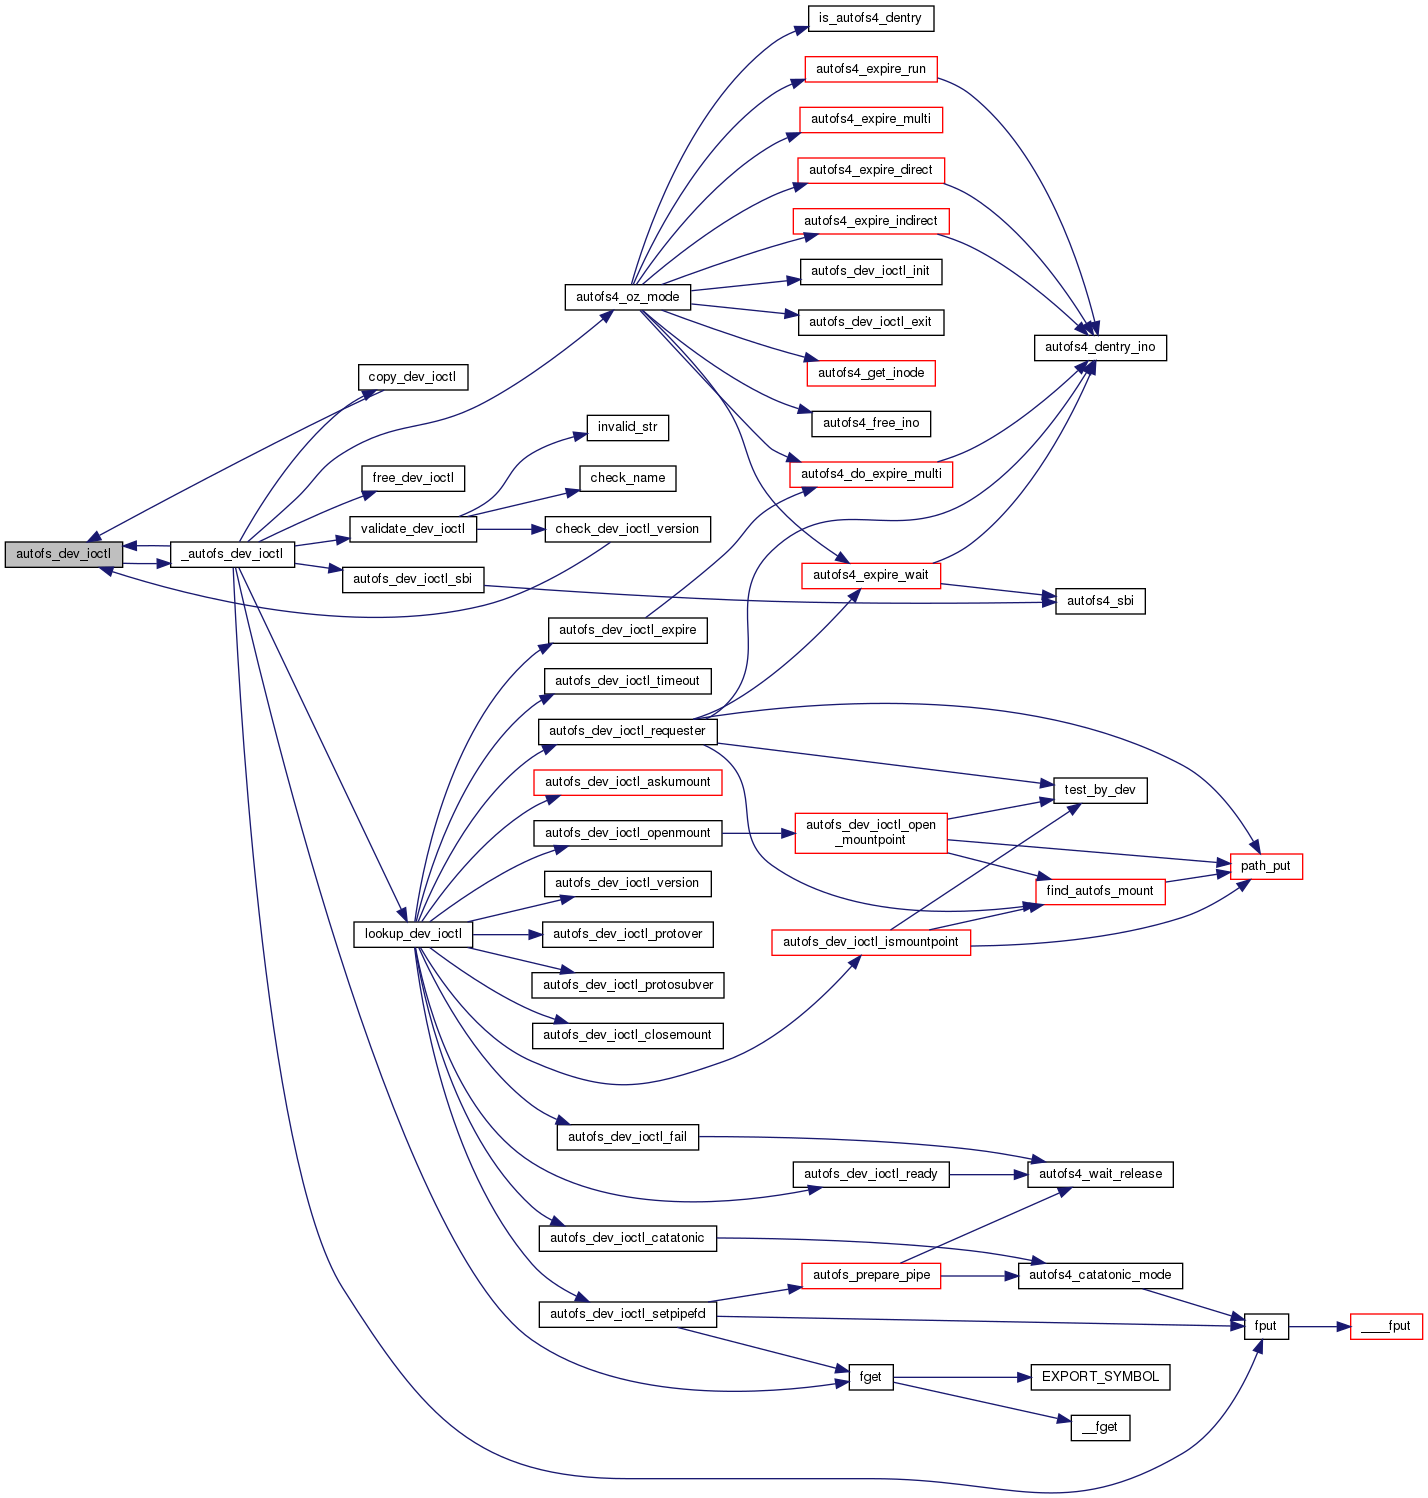 is_autofs4_dentry
autofs4_expire_run
autofs4_expire_multi
autofs4_expire_direct
autofs4_expire_indirect
autofs_dev_ioctl_init
autofs4_oz_mode
autofs_dev_ioctl_exit
autofs4_dentry_ino
autofs4_get_inode
copy_dev_ioctl
autofs4_free_ino
invalid_str
autofs4_do_expire_multi
free_dev_ioctl
check_name
validate_dev_ioctl
check_dev_ioctl_version
autofs_dev_ioctl
_autofs_dev_ioctl
autofs_dev_ioctl_sbi
autofs4_expire_wait
autofs4_sbi
autofs_dev_ioctl_expire
autofs_dev_ioctl_timeout
autofs_dev_ioctl_requester
autofs_dev_ioctl_askumount
test_by_dev
autofs_dev_ioctl_openmount
autofs_dev_ioctl_open
_mountpoint
path_put
autofs_dev_ioctl_version
find_autofs_mount
lookup_dev_ioctl
autofs_dev_ioctl_protover
autofs_dev_ioctl_ismountpoint
autofs_dev_ioctl_protosubver
autofs_dev_ioctl_closemount
autofs_dev_ioctl_fail
autofs_dev_ioctl_ready
autofs4_wait_release
autofs_dev_ioctl_catatonic
autofs_prepare_pipe
autofs4_catatonic_mode
autofs_dev_ioctl_setpipefd
fput
____fput
fget
EXPORT_SYMBOL
__fget